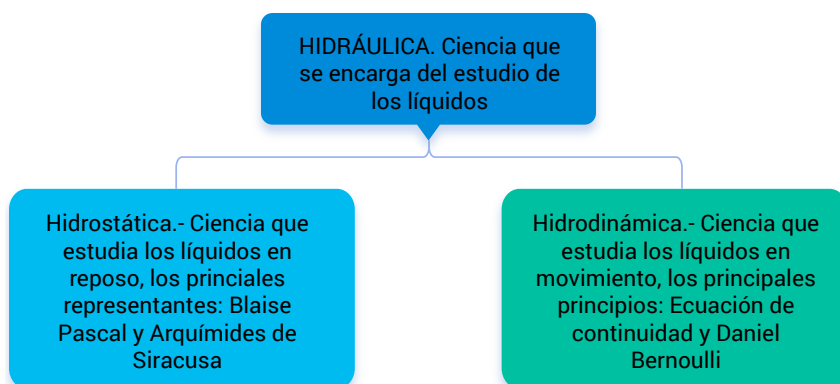 HIDRÁULICA. Ciencia que
se encarga del estudio de
los líquidos
Hidrostática.- Ciencia que
estudia los líquidos en
reposo, los princiales
representantes: Blaise
Pascal y Arquímides de
Siracusa
Hidrodinámica.- Ciencia que
estudia los líquidos en
movimiento, los principales
principios: Ecuación de
continuidad y Daniel
Bernoulli